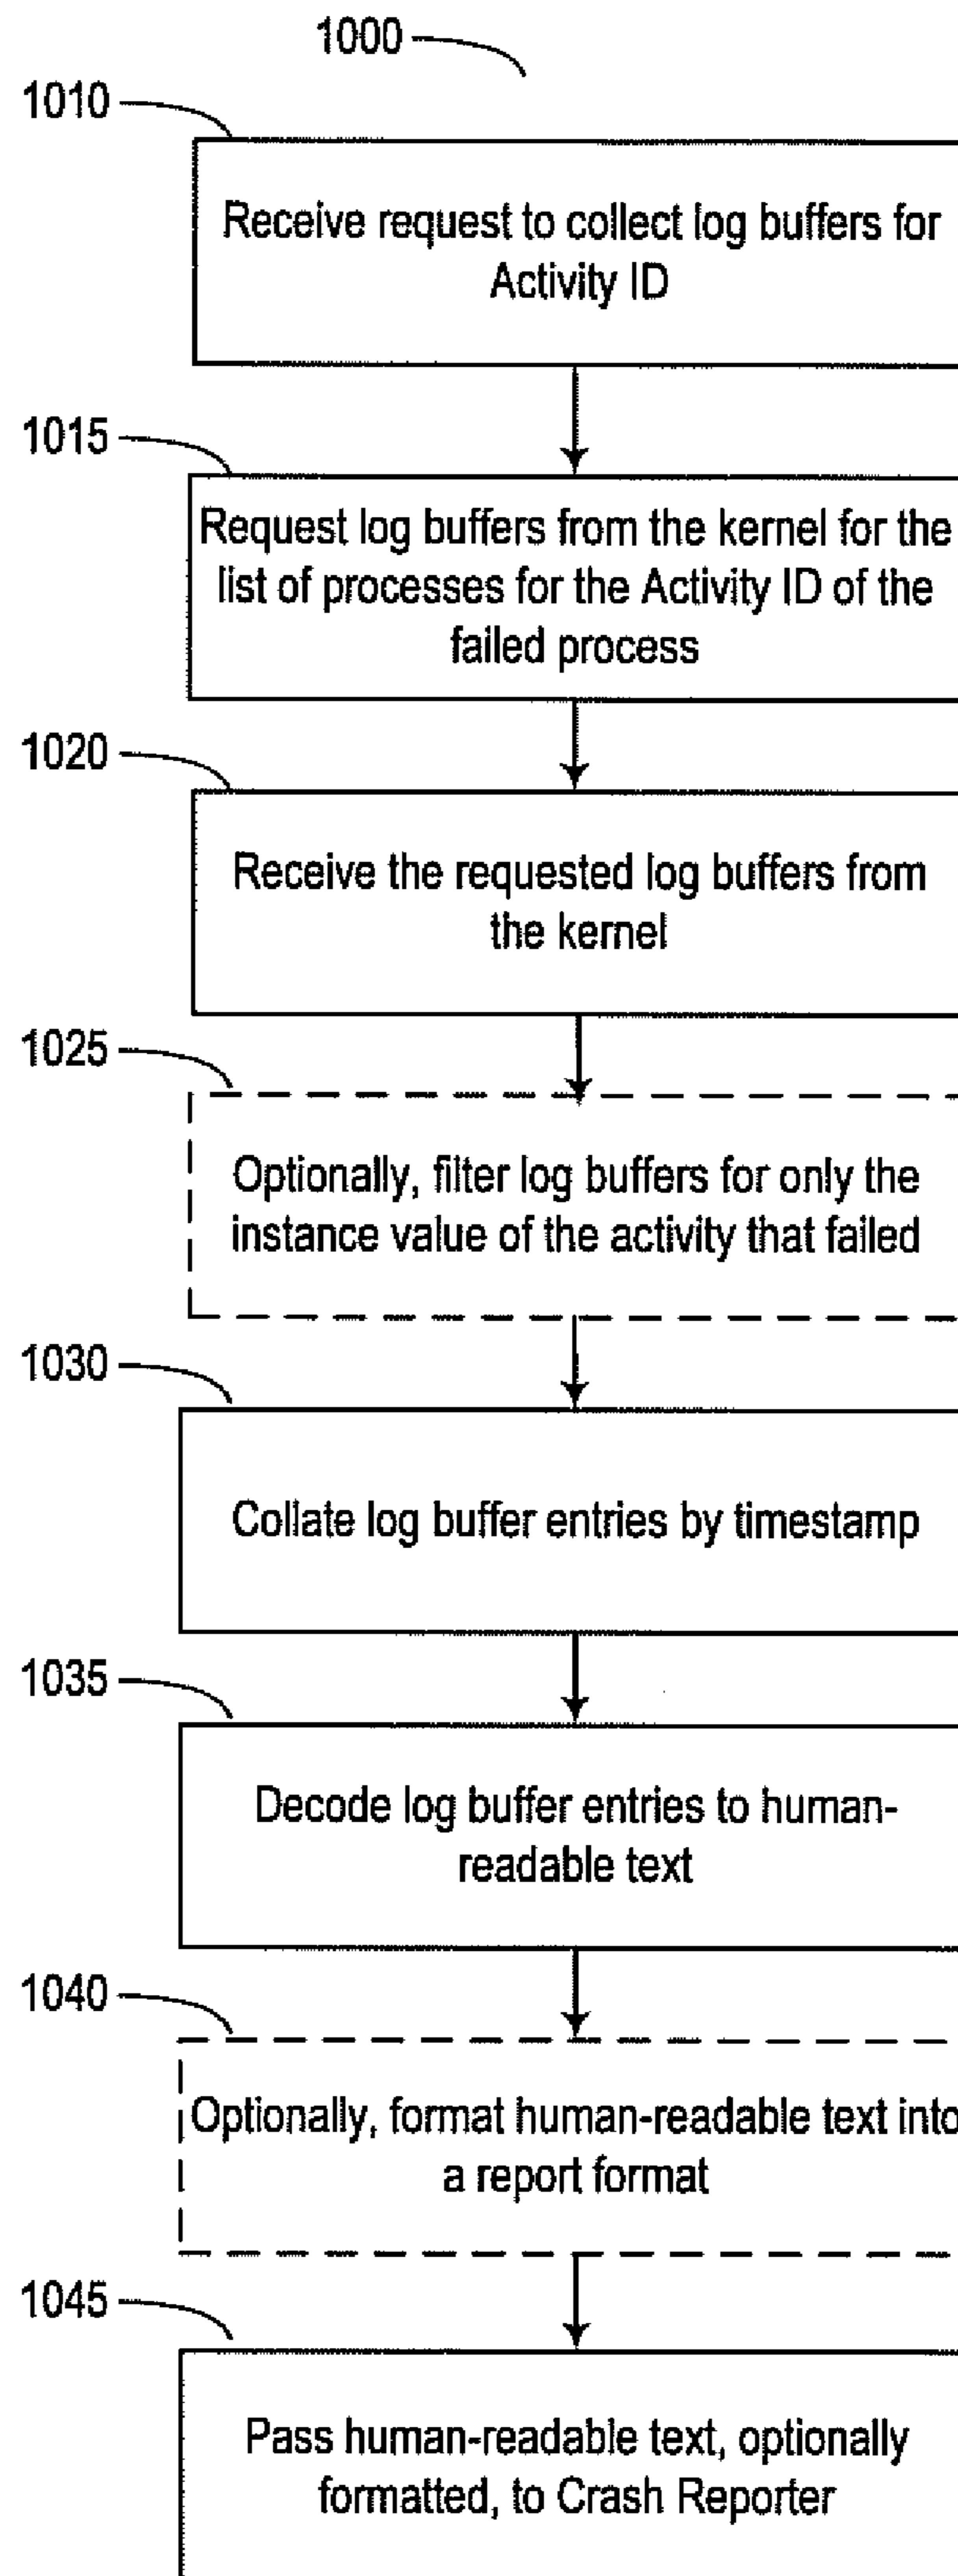 1000
1010
Receive request to collect log buffers for
Activity ID
1015
Request log buffers from the kernel for the
list of processes for the Activity ID of the
failed process
1020
Receive the requested log buffers from
the kernel
1025
Optionally, filter log buffers for only the
instance value of the activity that failed
1030
Collate log buffer entries by timestamp
1035
Decode log buffer entries to human-
readable text
1040
Optionally, format human-readable text into
a report format
1045
Pass human-readable text, optionally
formatted, to Crash Reporter